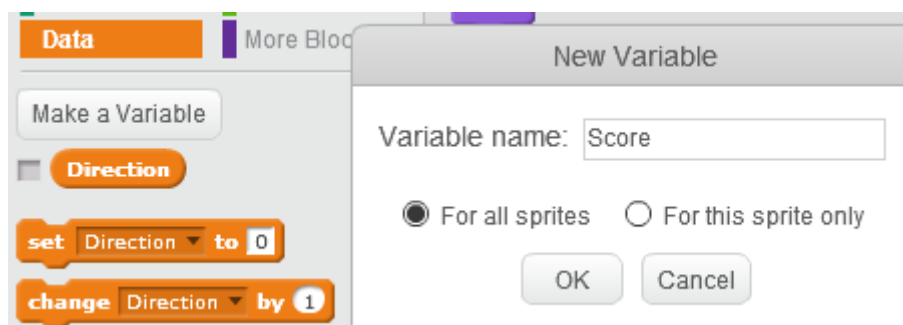 Data
More Bloc
New Variable
Make a Variable
Variable name: Score
Direction
For all sprites For this sprite only
set Direction to 0
OK Cancel
change Direction by 1